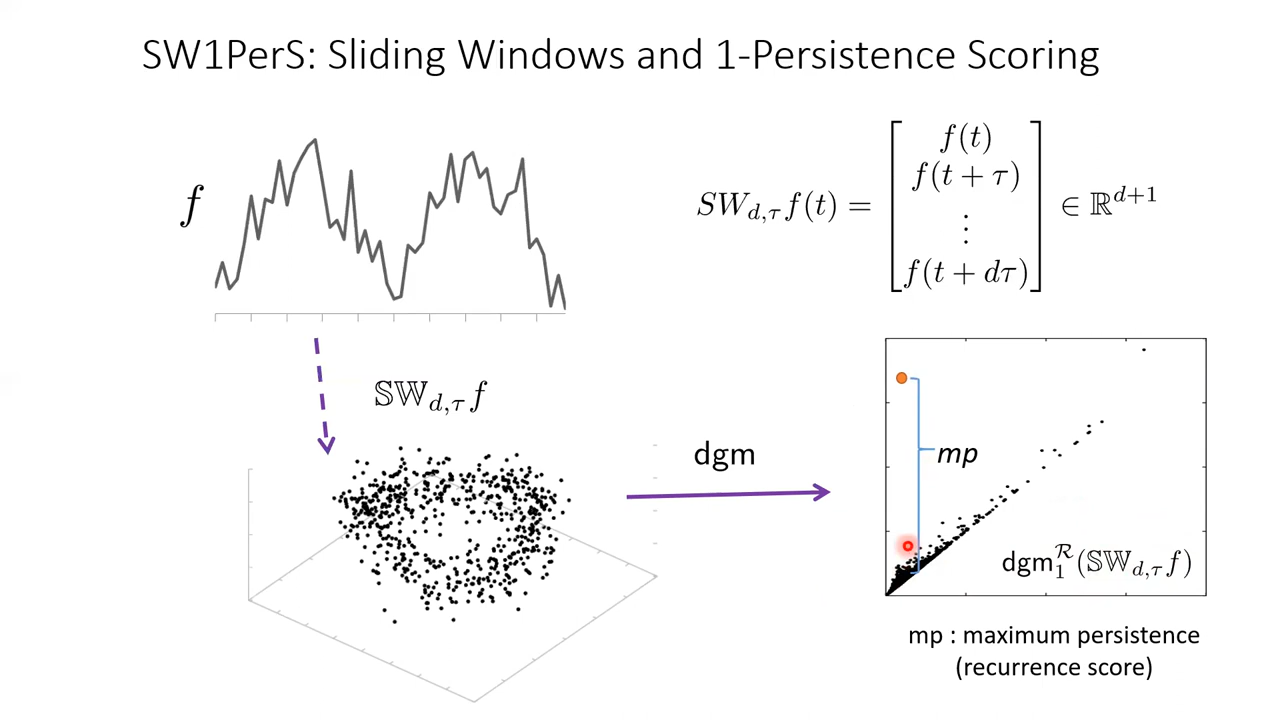 SW1PerS: Sliding Windows and 1-Persistence Scoring
f
SW_{d,τ} f(t) = [ f(t) f(t + τ) ⋮ f(t + dτ) ] ∈ ℝ^{d+1}
𝕊𝕎_{d,τ} f
dgm
mp
dgm_1^ℛ(𝕊𝕎_{d,τ} f)
mp : maximum persistence
(recurrence score)